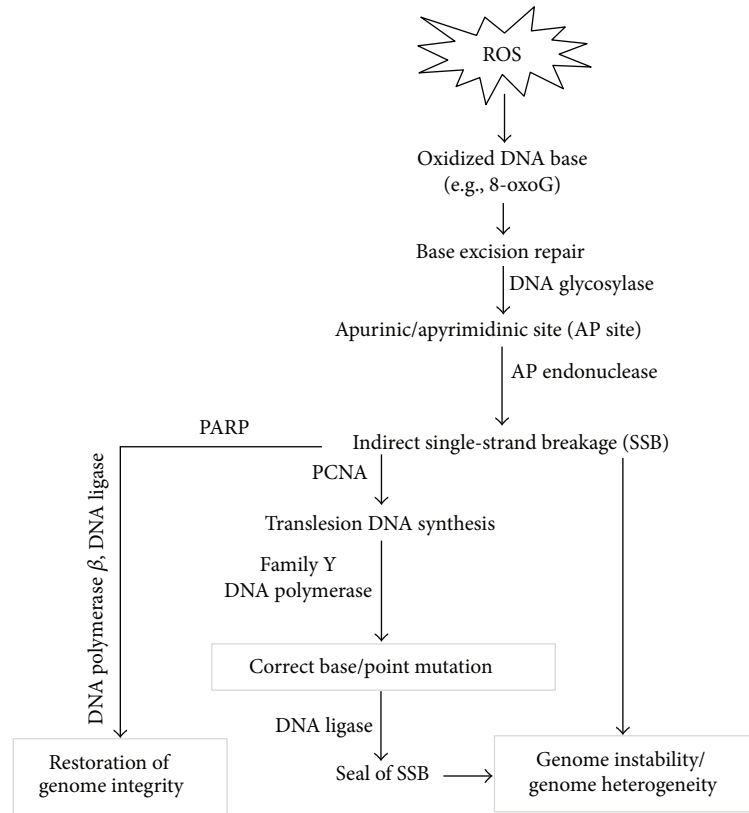 ROS
Oxidized DNA base
(e.g., 8-oxoG)
Base excision repair
DNA glycosylase
Apurinic/apyrimidinic site (AP site)
AP endonuclease
PARP
Indirect single-strand breakage (SSB)
PCNA
DNA polymerase β, DNA ligase
Translesion DNA synthesis
Family Y
DNA polymerase
Correct base/point mutation
DNA ligase
Restoration of
genome integrity
Seal of SSB
Genome instability/
genome heterogeneity